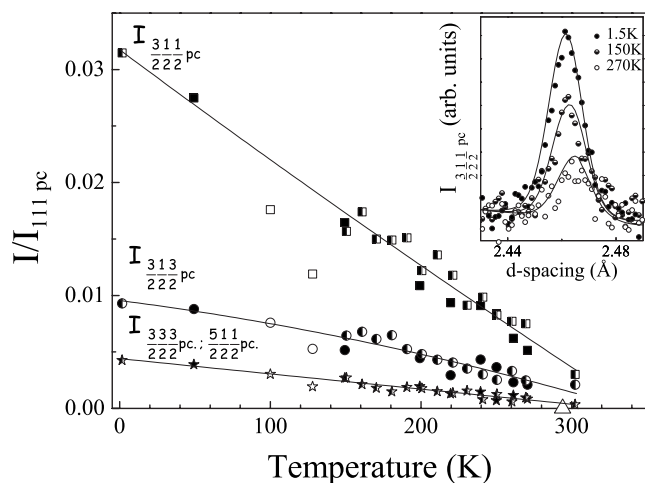 0.03
0.02
0.01
0.00
I/I111 pc
I 3/2 1/2 1/2 pc
I 3/2 1/2 3/2 pc
I 3/2 3/2 3/2 pc.; 5/2 1/2 1/2 pc.
0 100 200 300
Temperature (K)
I 3/2 1/2 1/2 pc (arb. units)
1.5K
150K
270K
2.44 2.48
d-spacing (Å)